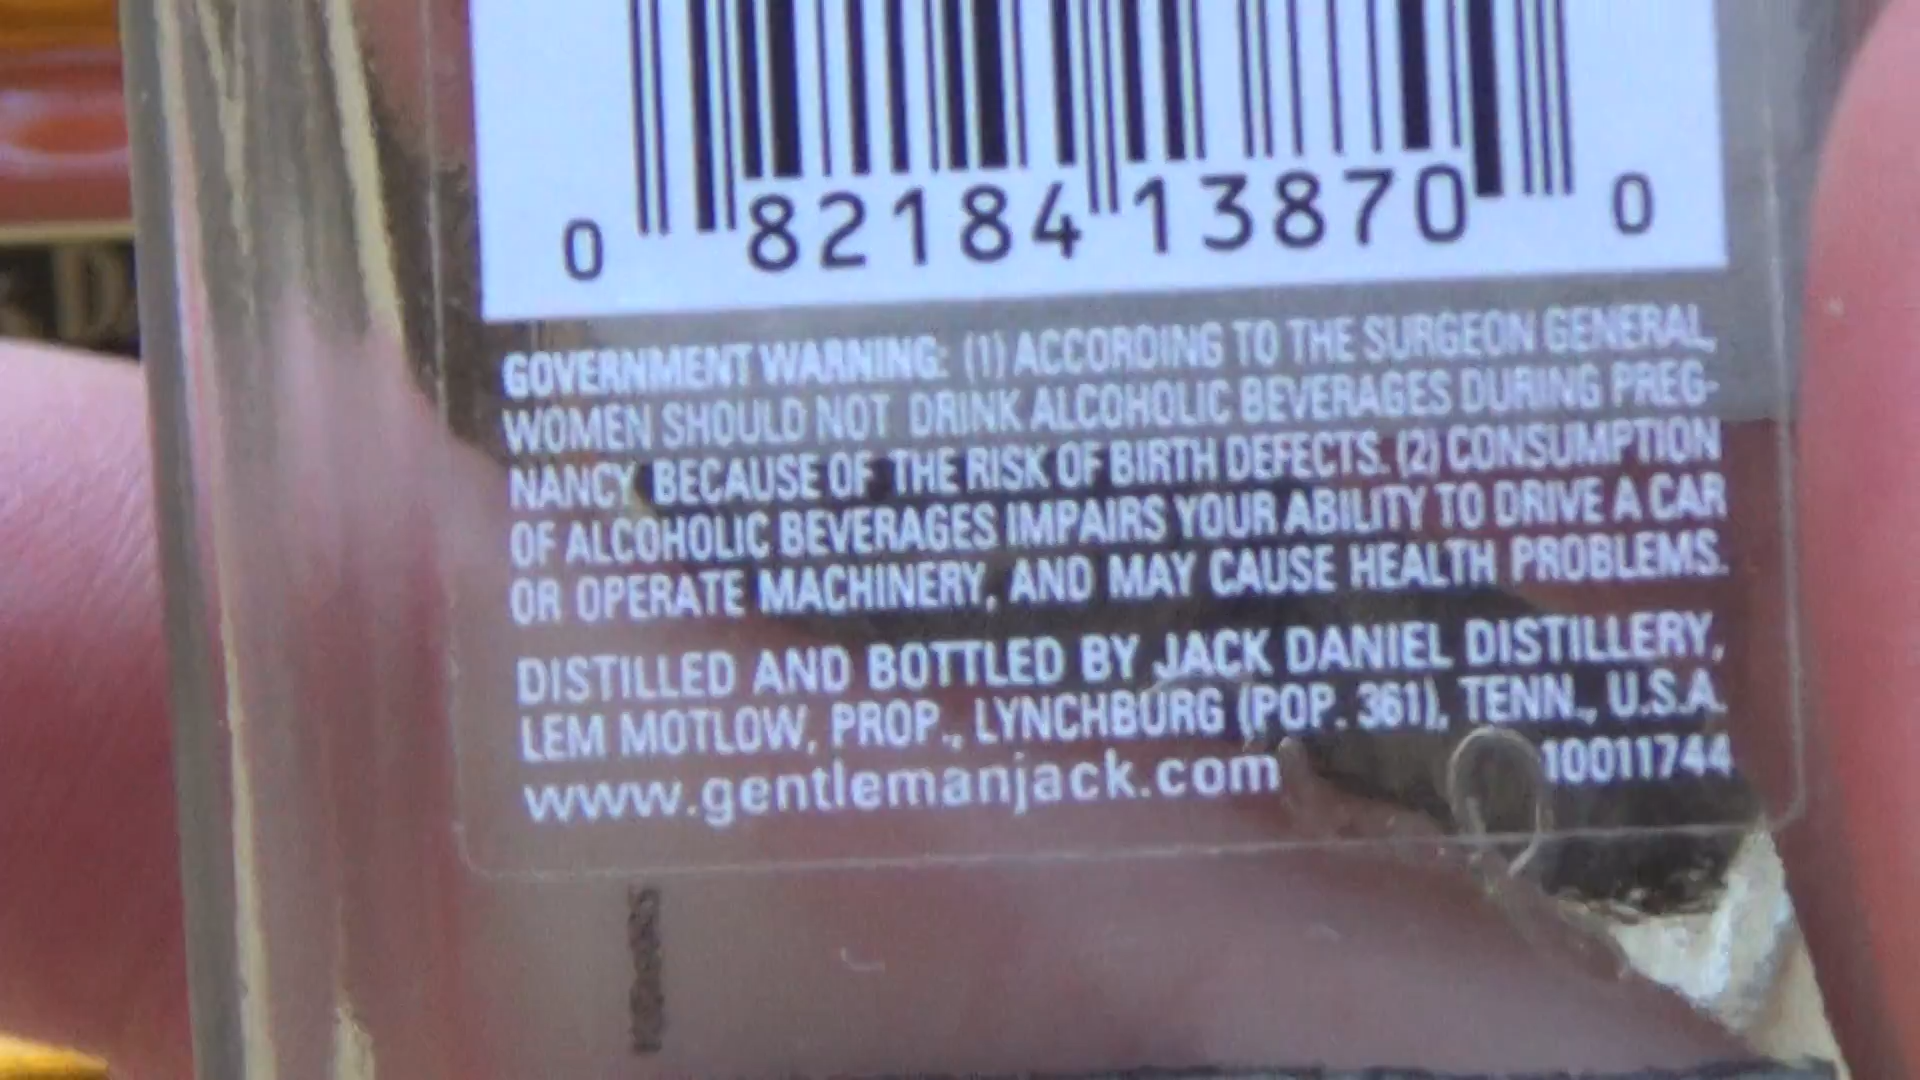 0 82184 13870 0
GOVERNMENT WARNING: (1) ACCORDING TO THE SURGEON GENERAL,
WOMEN SHOULD NOT DRINK ALCOHOLIC BEVERAGES DURING PREG-
NANCY BECAUSE OF THE RISK OF BIRTH DEFECTS. (2) CONSUMPTION
OF ALCOHOLIC BEVERAGES IMPAIRS YOUR ABILITY TO DRIVE A CAR
OR OPERATE MACHINERY, AND MAY CAUSE HEALTH PROBLEMS.
DISTILLED AND BOTTLED BY JACK DANIEL DISTILLERY,
LEM MOTLOW, PROP., LYNCHBURG (POP. 361), TENN., U.S.A.
www.gentlemanjack.com 10011744